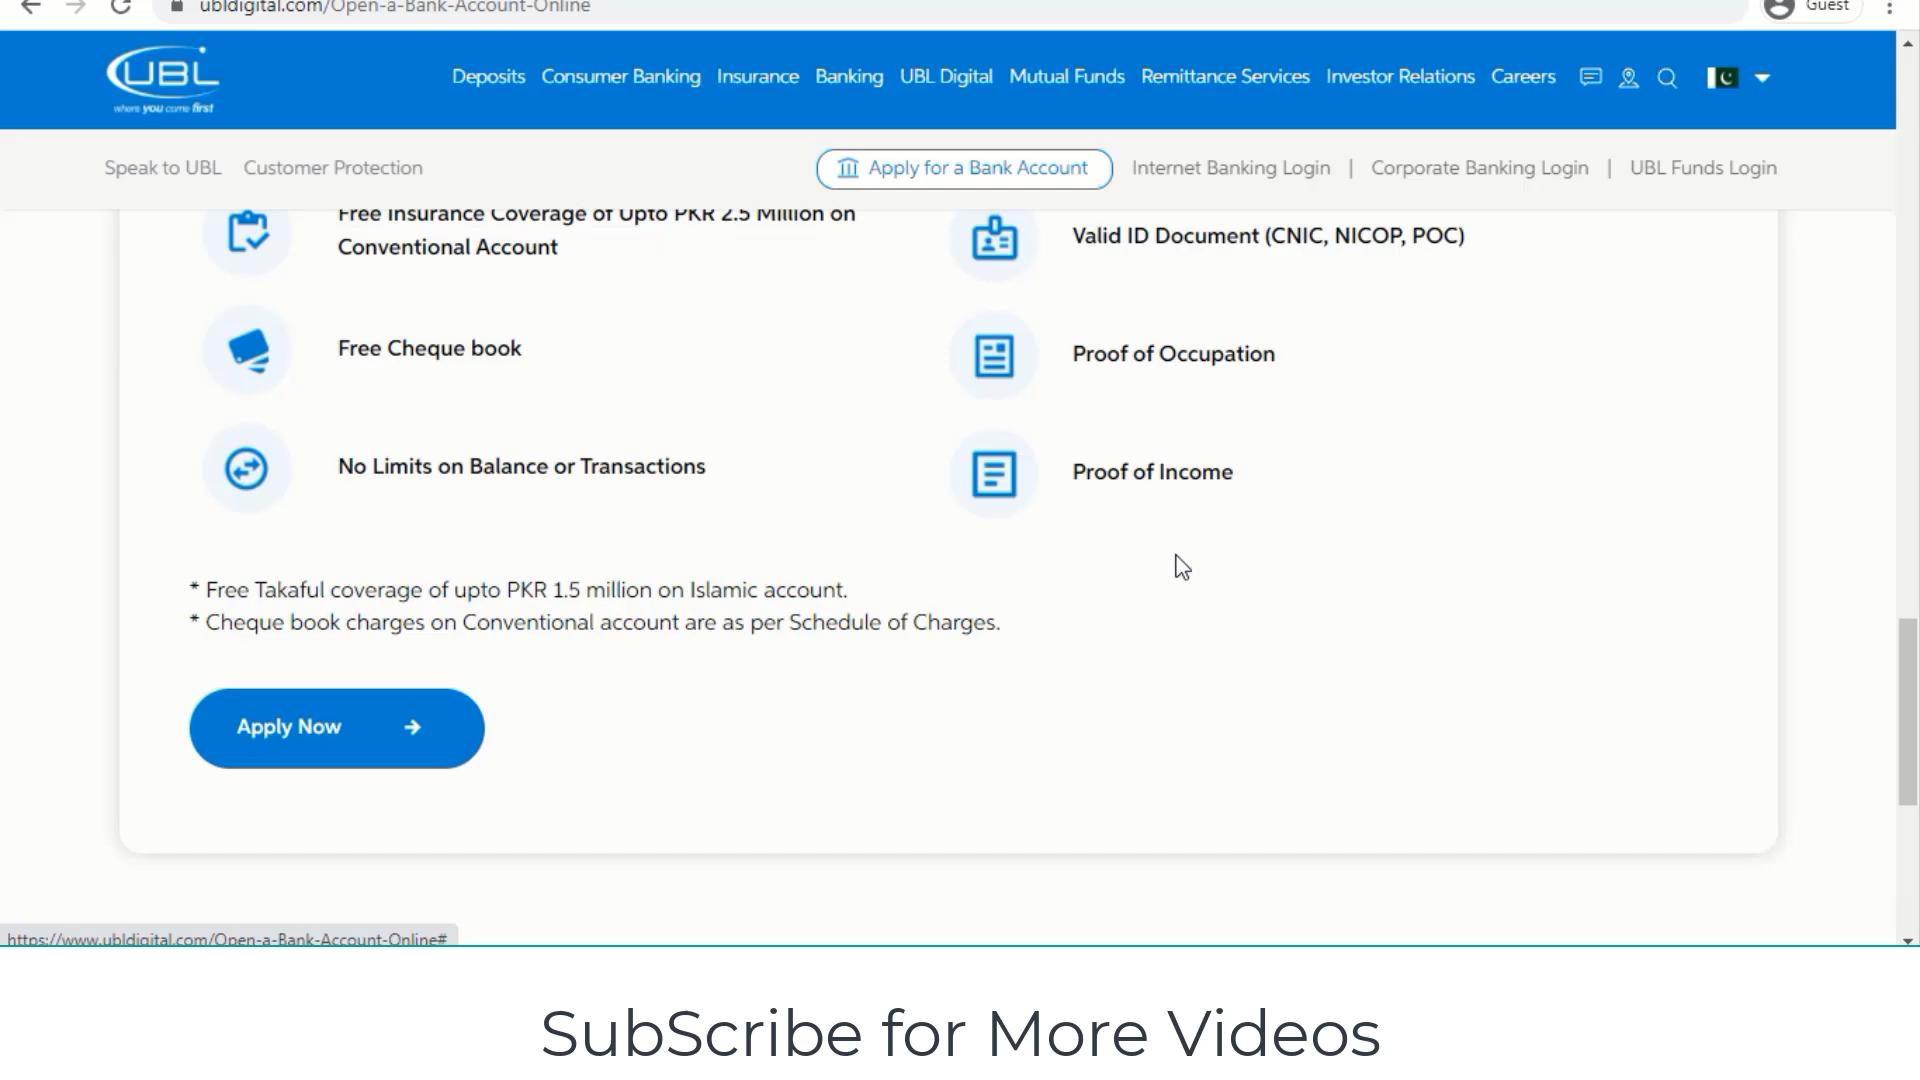 ubldigital.com/Open-a-Bank-Account-Online
Guest
UBL
where you come first
Deposits Consumer Banking Insurance Banking UBL Digital Mutual Funds Remittance Services Investor Relations Careers
Speak to UBL Customer Protection
Apply for a Bank Account Internet Banking Login | Corporate Banking Login | UBL Funds Login
Free Insurance Coverage of Upto PKR 2.5 Million on
Conventional Account
Valid ID Document (CNIC, NICOP, POC)
Free Cheque book
Proof of Occupation
No Limits on Balance or Transactions
Proof of Income
* Free Takaful coverage of upto PKR 1.5 million on Islamic account.
* Cheque book charges on Conventional account are as per Schedule of Charges.
Apply Now
https://www.ubldigital.com/Open-a-Bank-Account-Online#
SubScribe for More Videos